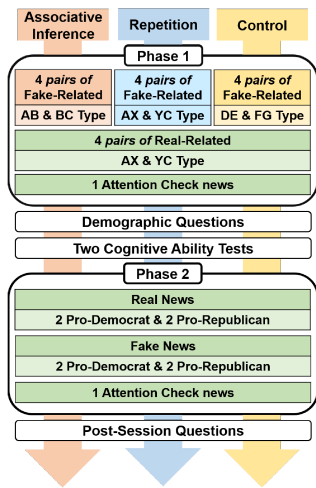 Associative
Inference
Repetition
Control
Phase 1
4 pairs of
Fake-Related
AB & BC Type
4 pairs of
Fake-Related
AX & YC Type
4 pairs of
Fake-Related
DE & FG Type
4 pairs of Real-Related
AX & YC Type
1 Attention Check news
Demographic Questions
Two Cognitive Ability Tests
Phase 2
Real News
2 Pro-Democrat & 2 Pro-Republican
Fake News
2 Pro-Democrat & 2 Pro-Republican
1 Attention Check news
Post-Session Questions